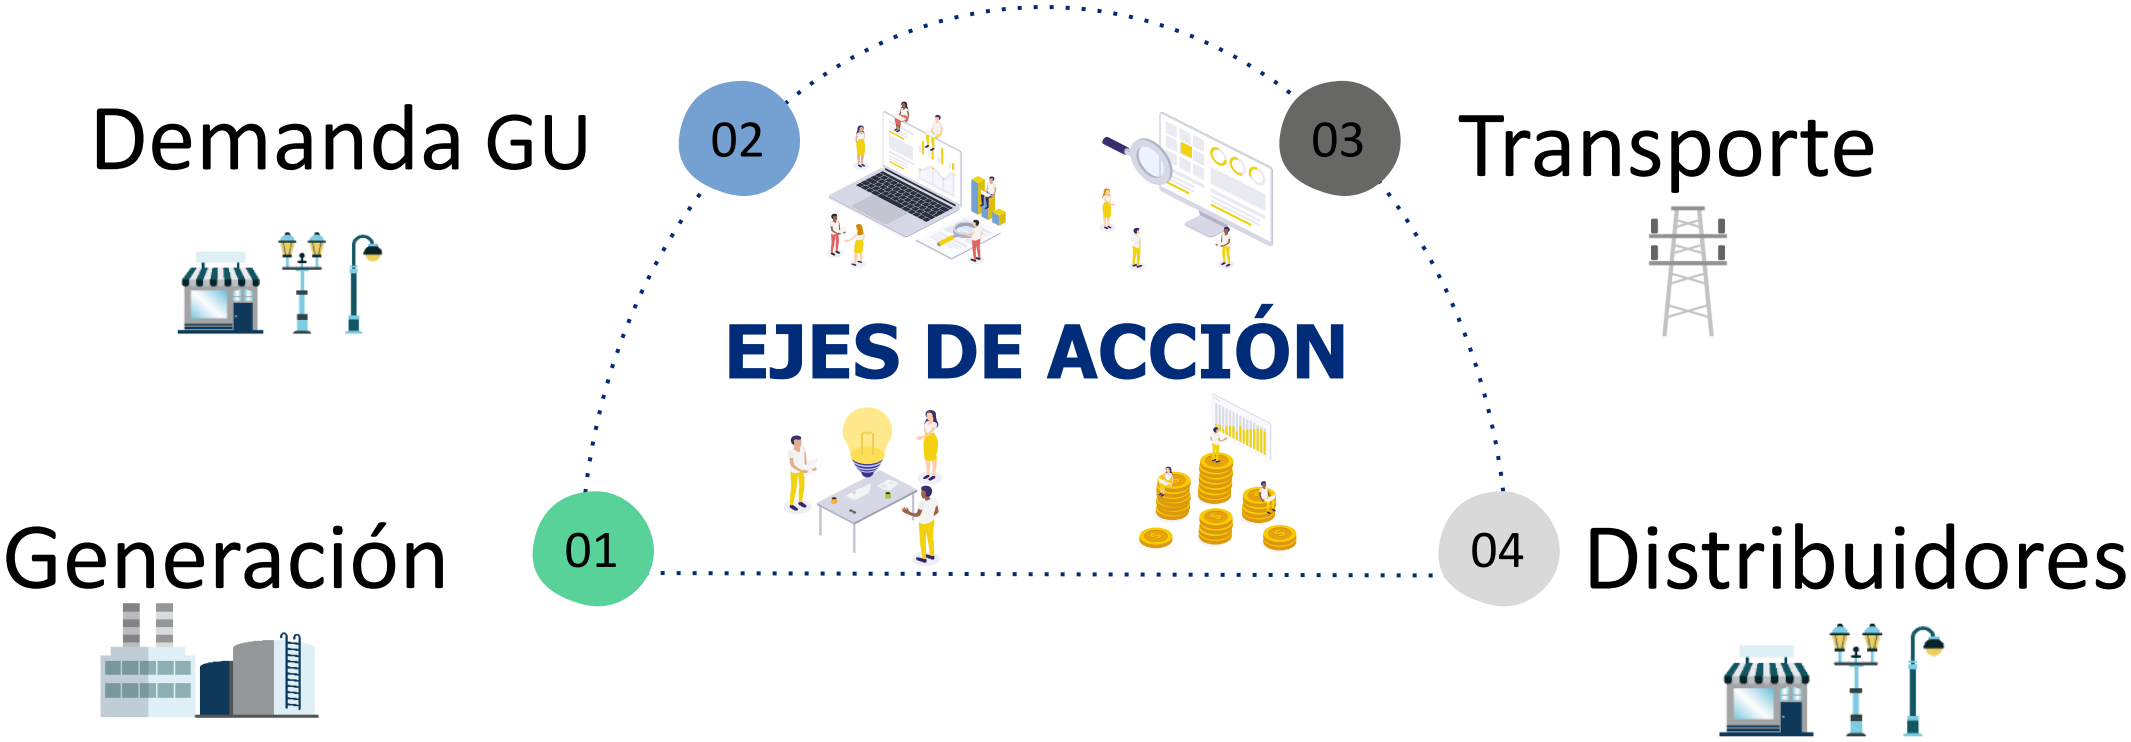 Demanda GU
02
03
Transporte
EJES DE ACCIÓN
Generación
01
04
Distribuidores